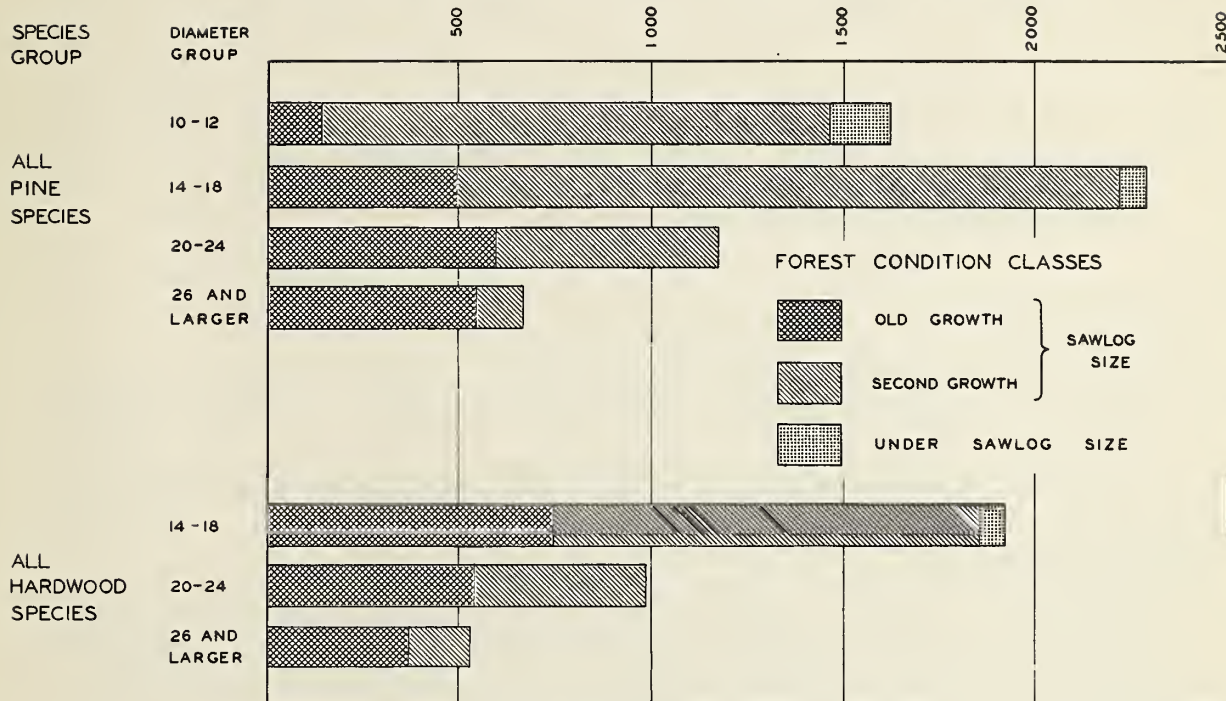 SPECIES
GROUP
DIAMETER
GROUP
500
1000
1500
2000
2500
ALL
PINE
SPECIES
10-12
14-18
20-24
26 AND
LARGER
FOREST CONDITION CLASSES
OLD GROWTH
SECOND GROWTH
SAWLOG
SIZE
UNDER SAWLOG SIZE
ALL
HARDWOOD
SPECIES
14-18
20-24
26 AND
LARGER